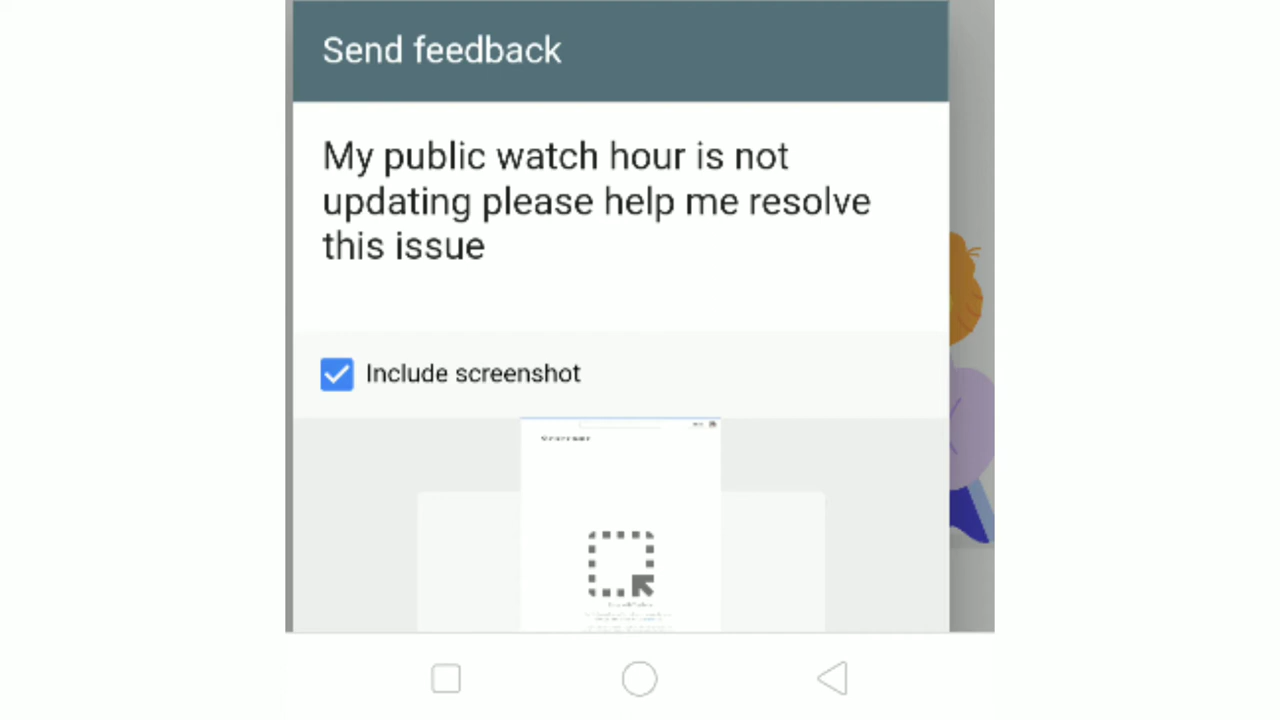 Send feedback
My public watch hour is not
updating please help me resolve
this issue
Include screenshot